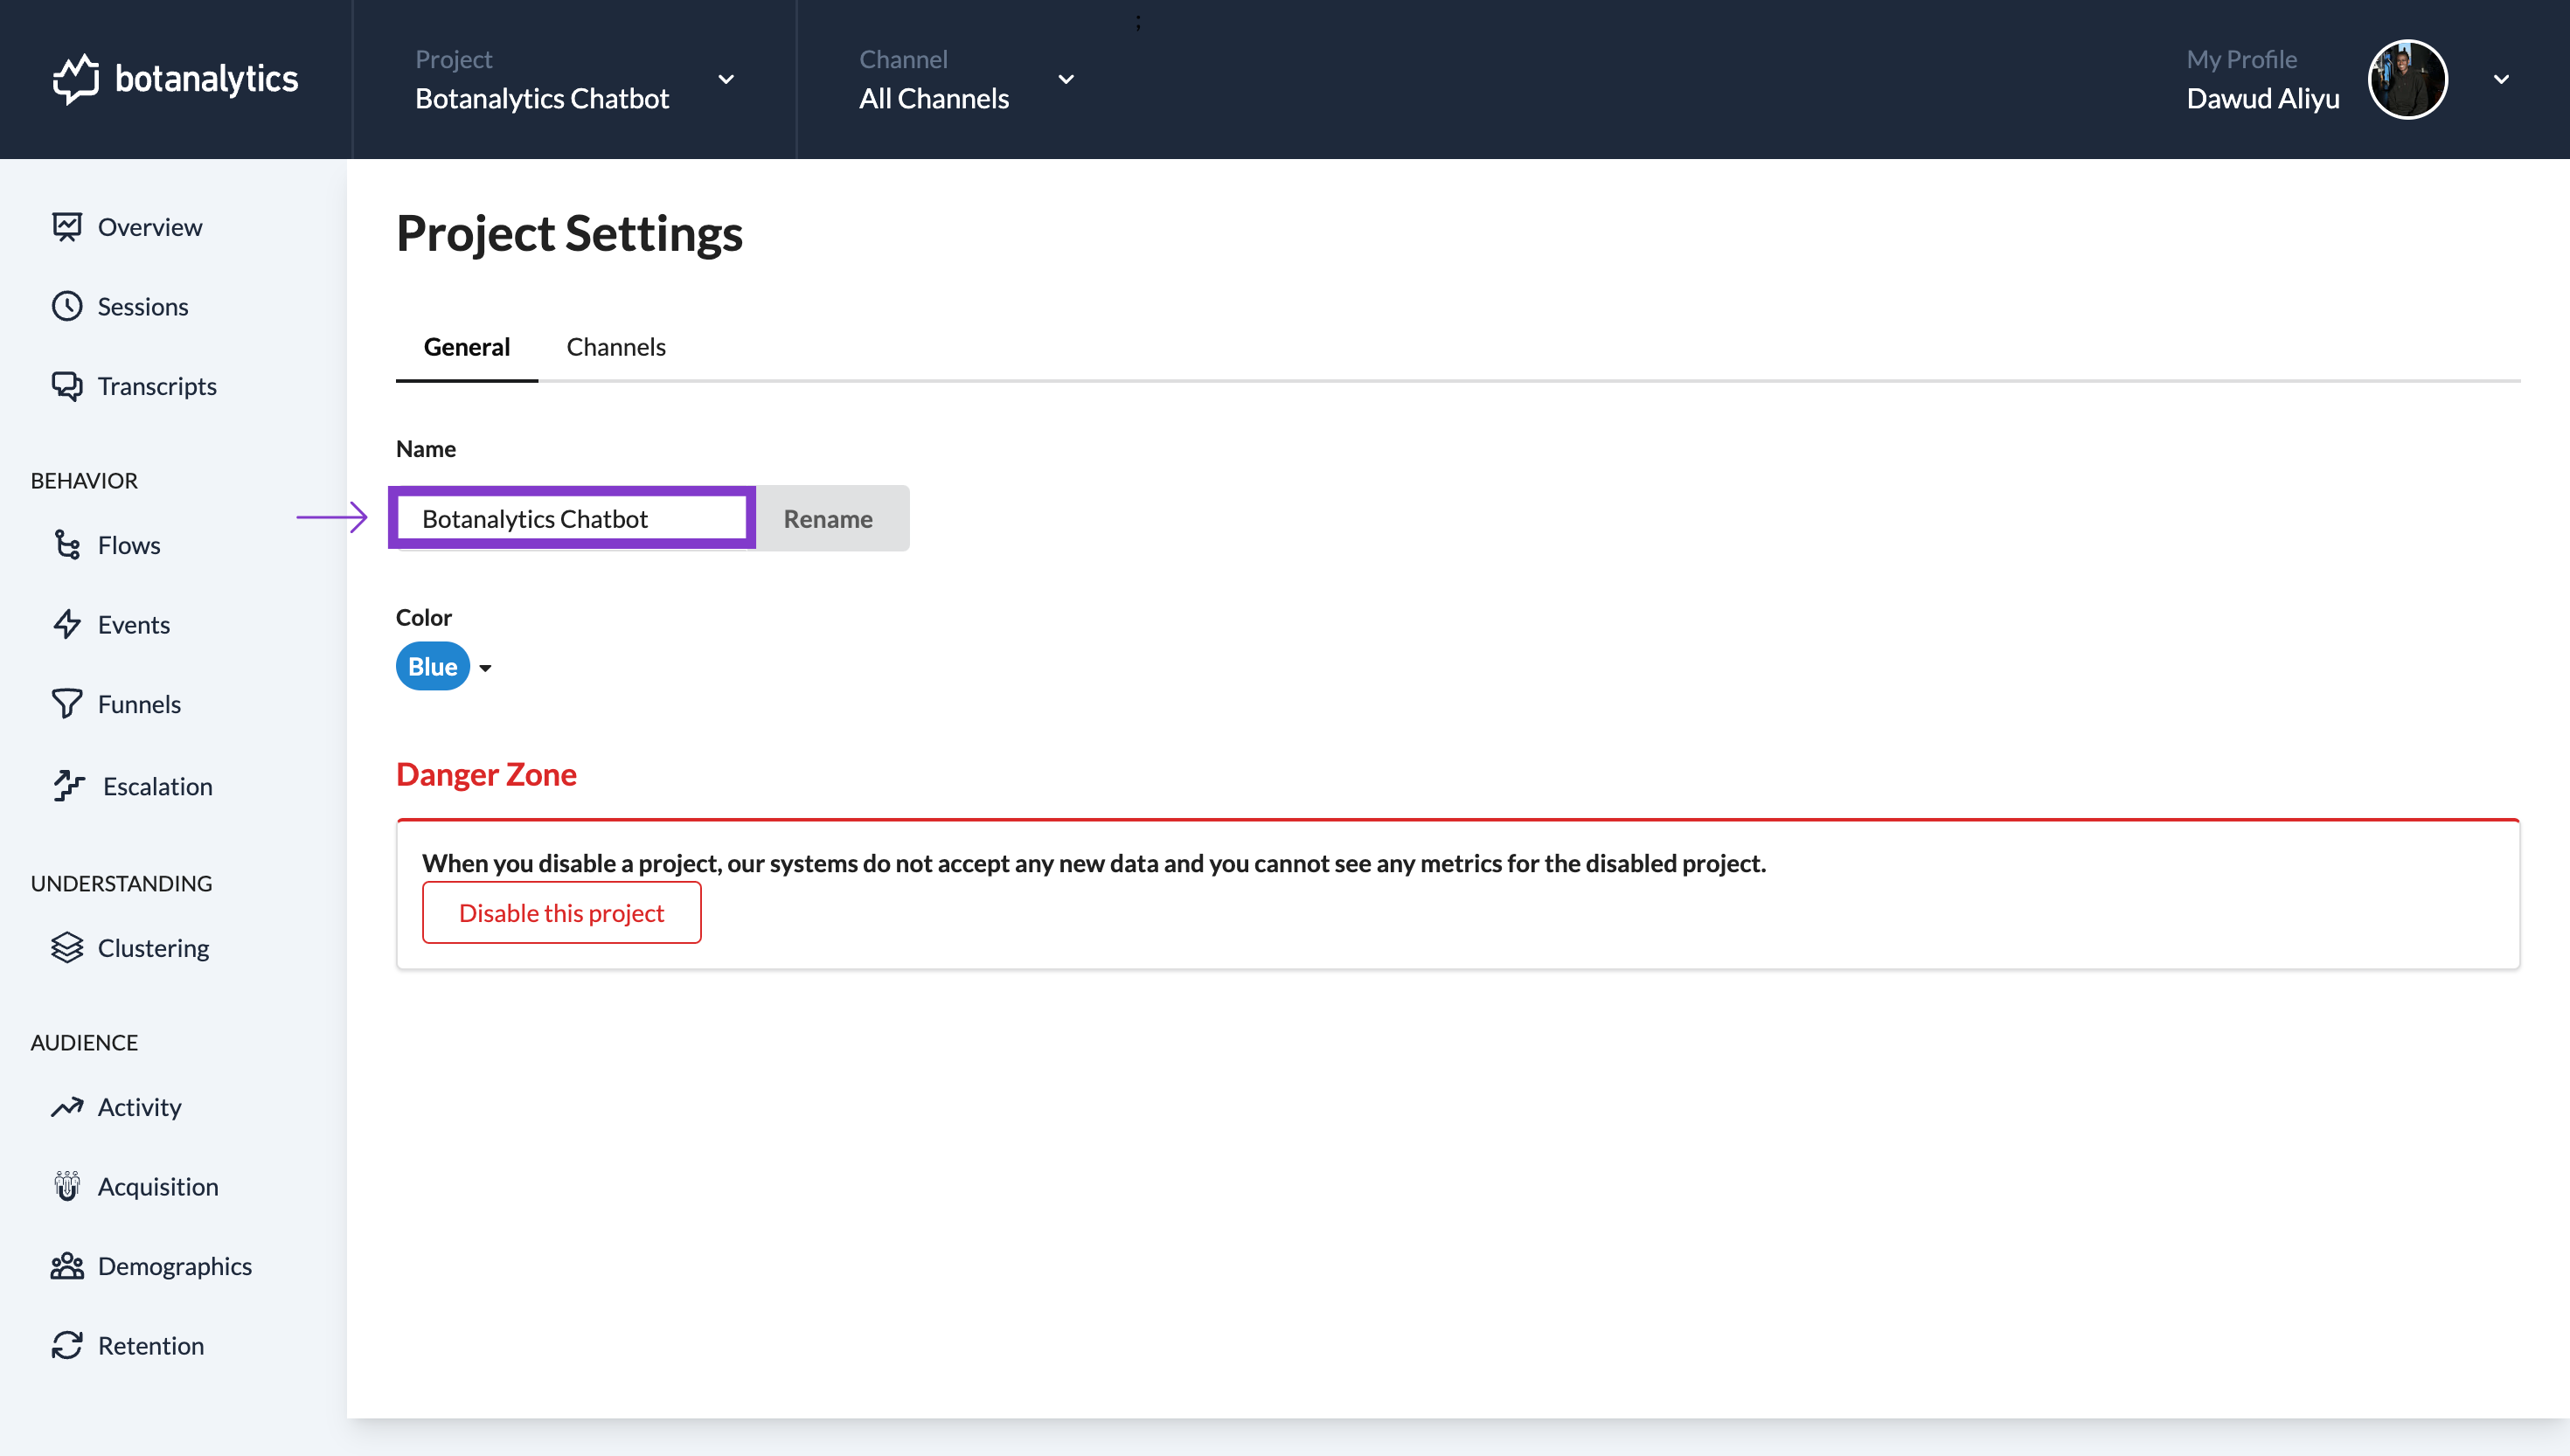 ;
botanalytics
Project
Botanalytics Chatbot
Channel
All Channels
My Profile
Dawud Aliyu
Overview
Sessions
Transcripts
BEHAVIOR
Flows
Events
Funnels
Escalation
UNDERSTANDING
Clustering
AUDIENCE
Activity
Acquisition
Demographics
Retention
Project Settings
General
Channels
Name
Botanalytics Chatbot
Rename
Color
Blue
Danger Zone
When you disable a project, our systems do not accept any new data and you cannot see any metrics for the disabled project.
Disable this project